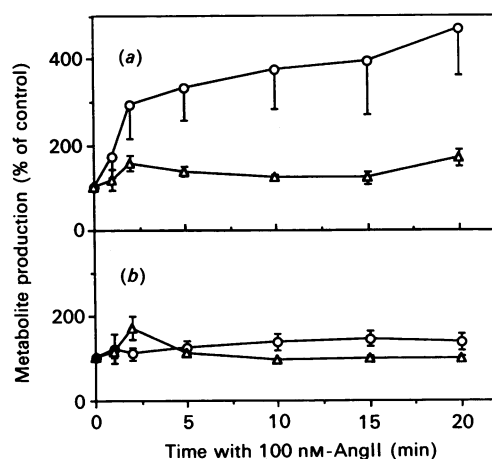 Metabolite production (% of control)
(a)
400
200
0
(b)
200
0
0
5
10
15
20
Time with 100 nM-AngII (min)